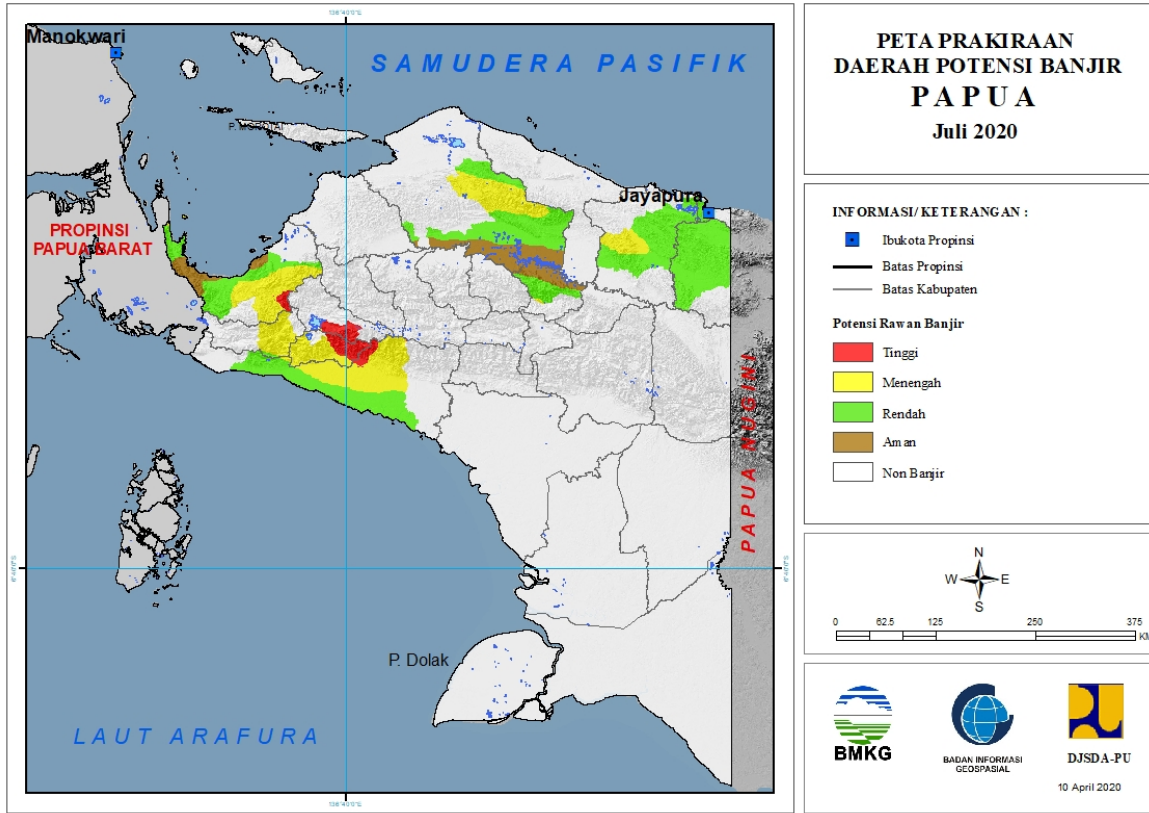 Manokwari
SAMUDERA PASIFIK
Jayapura
PROPINSI
PAPUA BARAT
PAPUA NUGINI
P. Dolak
LAUT ARAFURA
PETA PRAKIRAAN
DAERAH POTENSI BANJIR
PAPUA
Juli 2020
INFORMASI/ KETERANGAN :
Ibukota Propinsi
Batas Propinsi
Batas Kabupaten
Potensi Rawan Banjir
Tinggi
Menengah
Rendah
Aman
Non Banjir
N
W E
S
0 62.5 125 250 375
KM
BMKG
BADAN INFORMASI
GEOSPASIAL
DJSDA-PU
10 April 2020